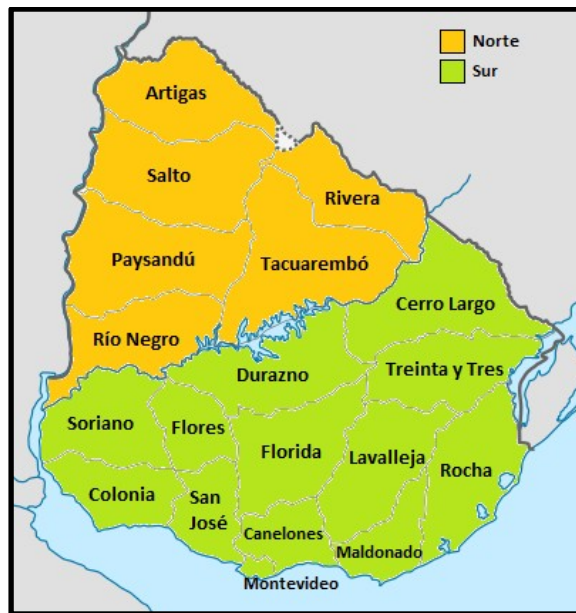 Norte
Sur
Artigas
Salto
Rivera
Paysandú
Tacuarembó
Cerro Largo
Río Negro
Durazno
Treinta y Tres
Soriano
Flores
Florida
Lavalleja
Rocha
Colonia
San
José
Canelones
Maldonado
Montevideo